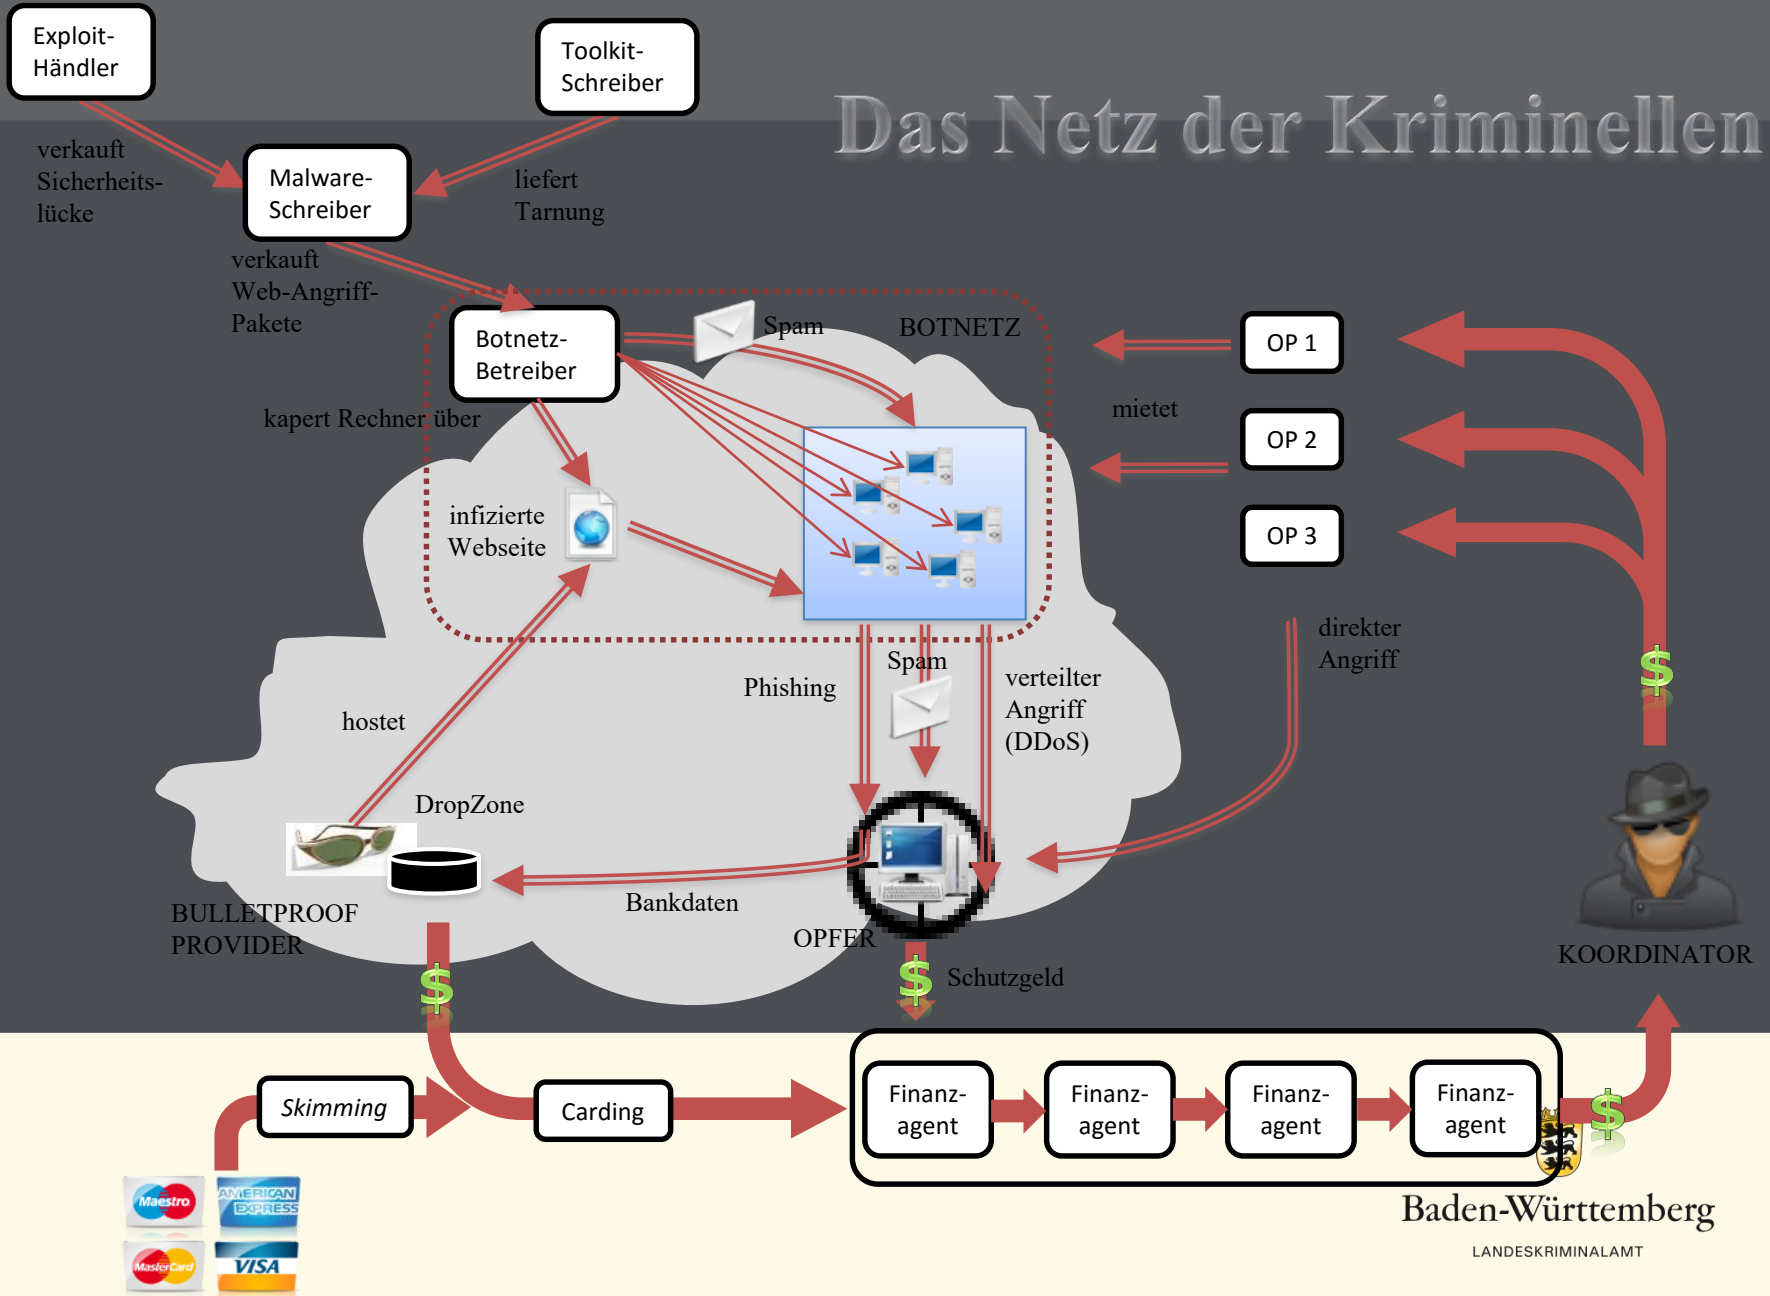 Exploit-
Händler
Toolkit-
Schreiber
Das Netz der Kriminellen
verkauft
Sicherheits-
lücke
Malware-
Schreiber
liefert
Tarnung
verkauft
Web-Angriff-
Pakete
Botnetz-
Betreiber
Spam
BOTNETZ
OP 1
kapert Rechner über
mietet
OP 2
infizierte
Webseite
OP 3
direkter
Angriff
Phishing
Spam
verteilter
Angriff
(DDoS)
hostet
DropZone
BULLETPROOF
PROVIDER
Bankdaten
OPFER
Schutzgeld
KOORDINATOR
$
$
$
$
Skimming
Carding
Finanz-
agent
Finanz-
agent
Finanz-
agent
Finanz-
agent
Maestro
AMERICAN
EXPRESS
MasterCard
VISA
Baden-Württemberg
LANDESKRIMINALAMT